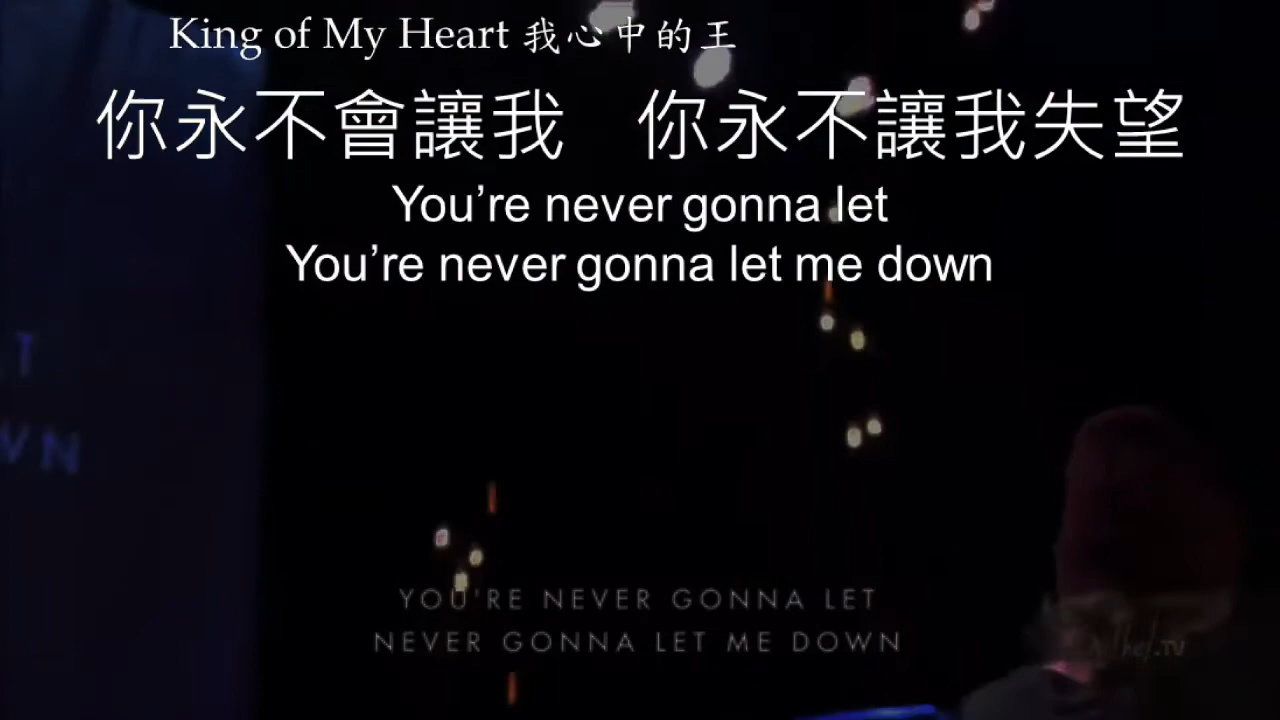 King of My Heart 我心中的王
你永不會讓我 你永不讓我失望
You’re never gonna let
You’re never gonna let me down
T
WN
YOU'RE NEVER GONNA LET
NEVER GONNA LET ME DOWN